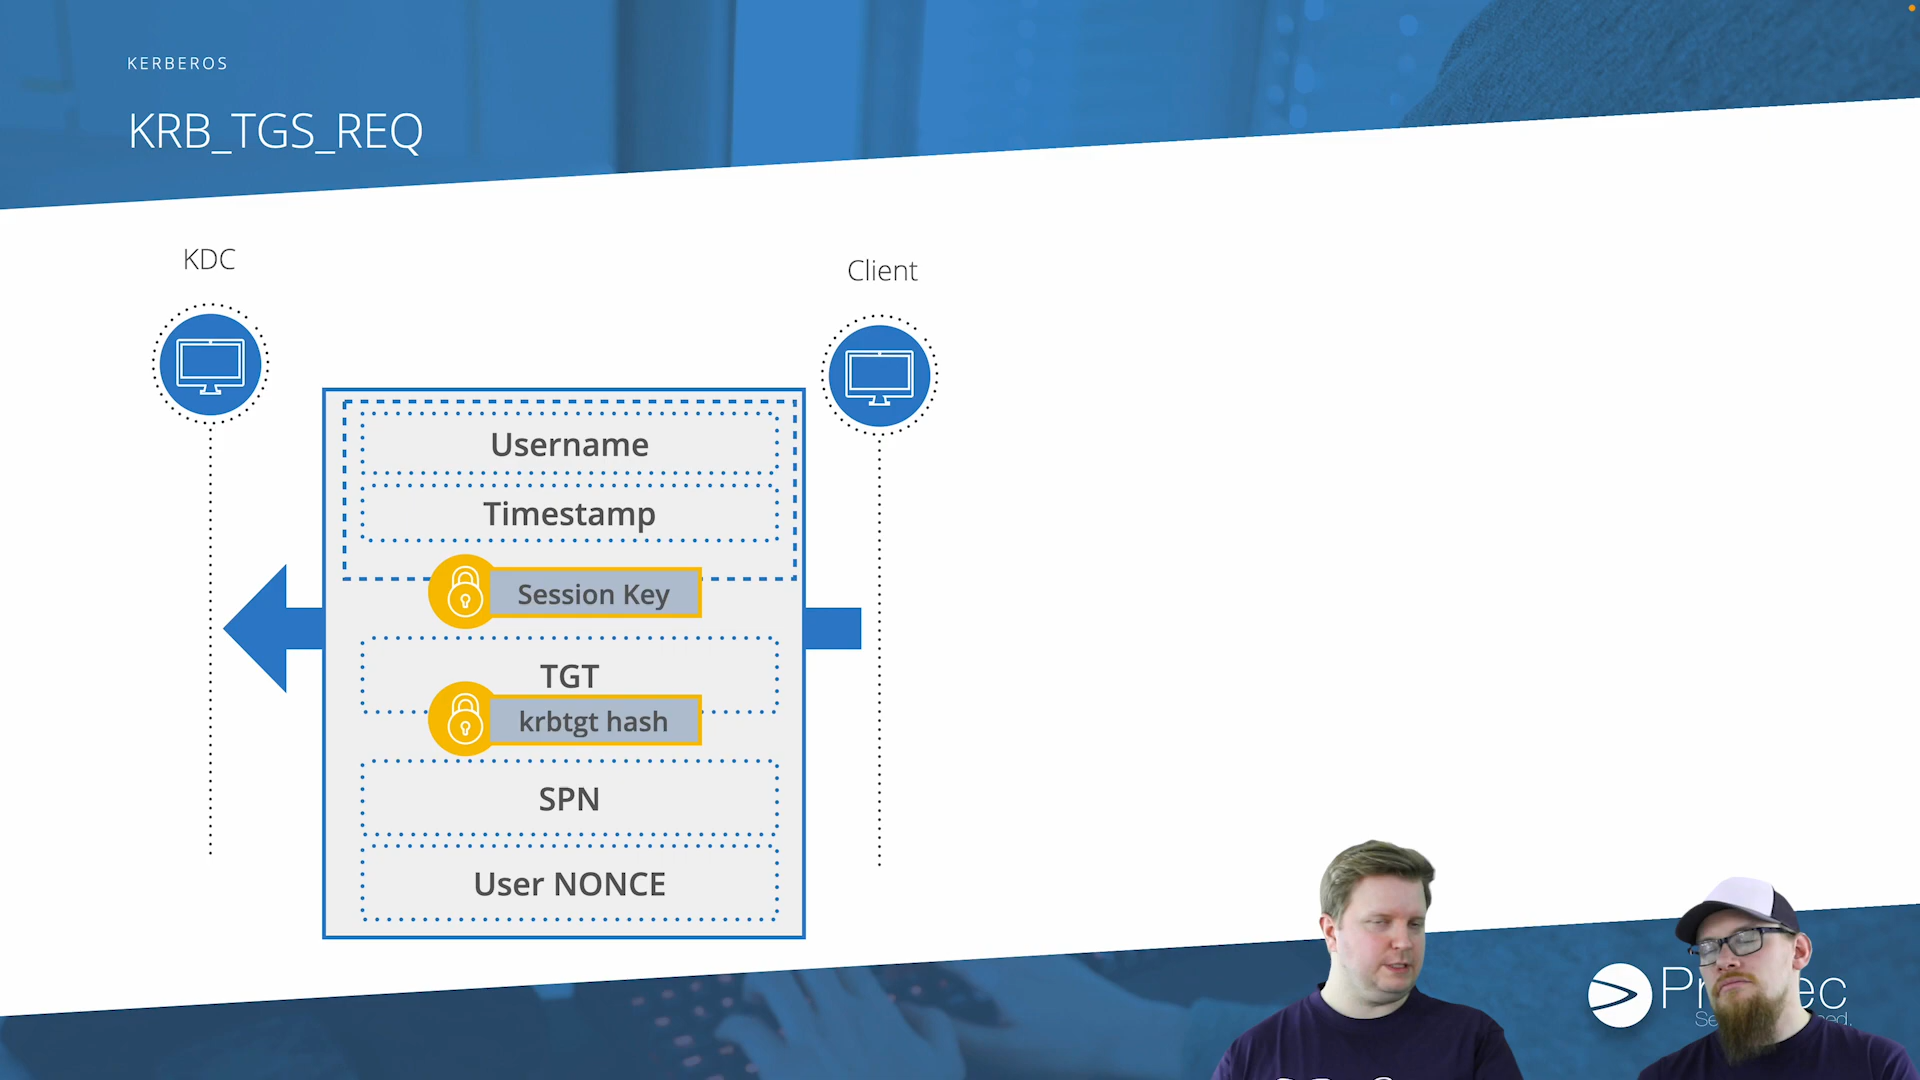 KERBEROS
KRB_TGS_REQ
KDC
Client
Username
Timestamp
Session Key
TGT
krbtgt hash
SPN
User NONCE